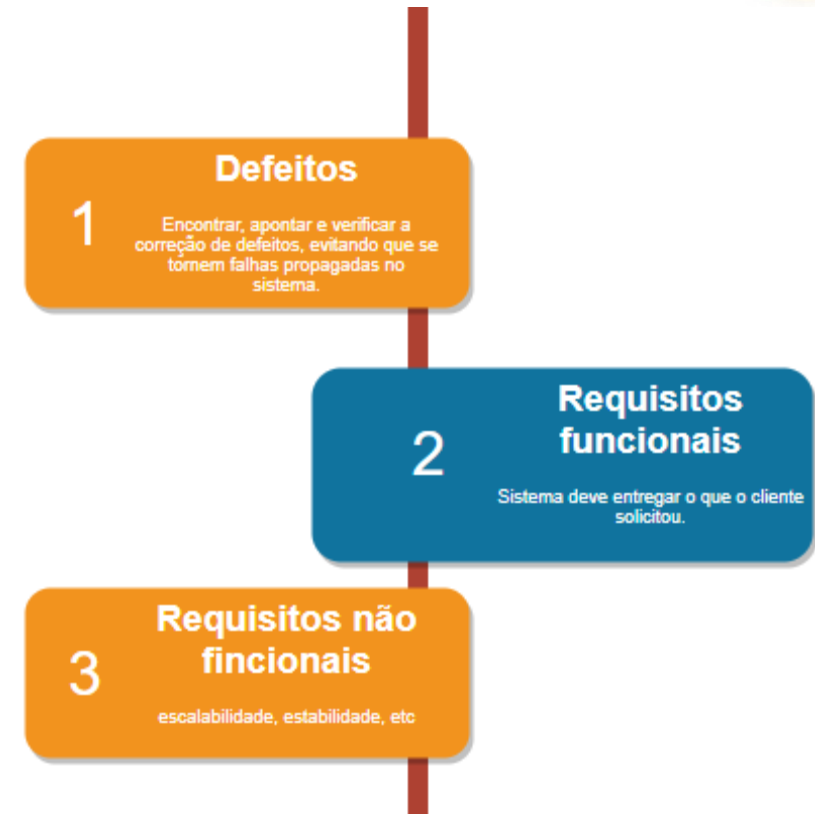 Defeitos
1
Encontrar, apontar e verificar a
correção de defeitos, evitando que se
tornem falhas propagadas no
sistema.
Requisitos
funcionais
2
Sistema deve entregar o que o cliente
solicitou.
Requisitos não
fincionais
3
escalabilidade, estabilidade, etc